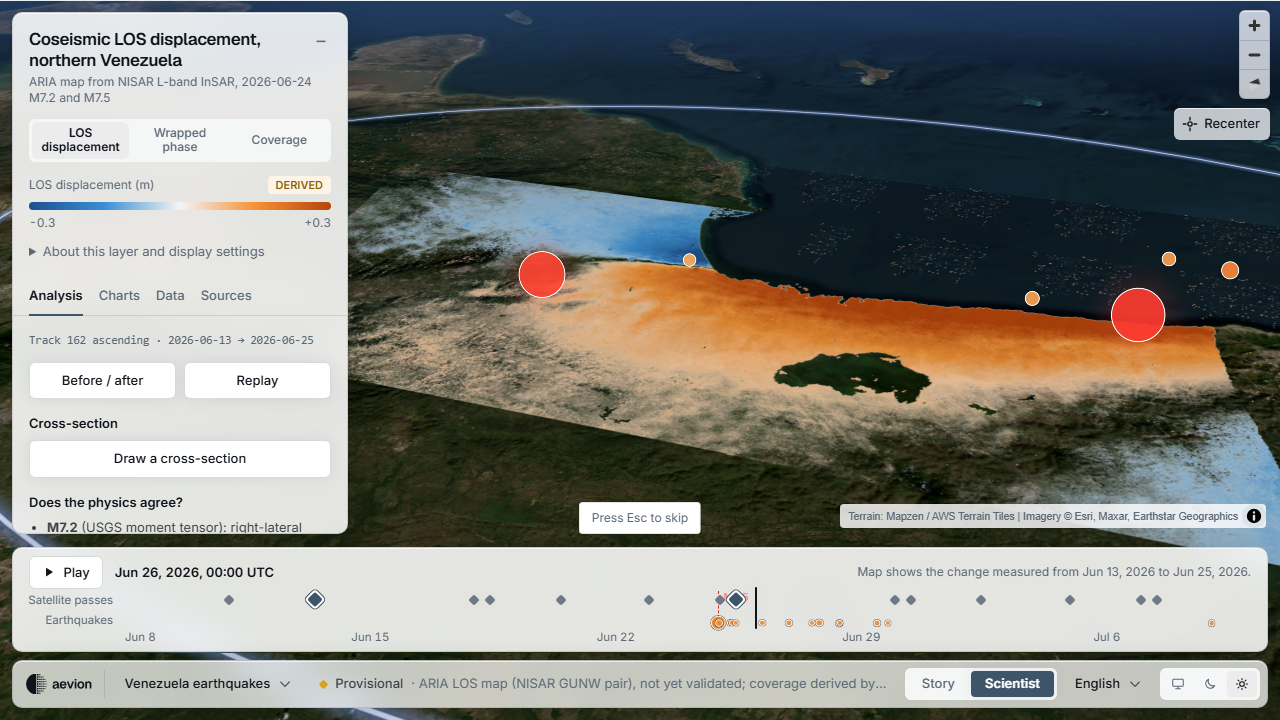 Coseismic LOS displacement,
northern Venezuela
ARIA map from NISAR L-band InSAR, 2026-06-24
M7.2 and M7.5
LOS
displacement
Wrapped
phase
Coverage
LOS displacement (m)
DERIVED
-0.3
+0.3
About this layer and display settings
Analysis
Charts
Data
Sources
Track 162 ascending · 2026-06-13 → 2026-06-25
Before / after
Replay
Cross-section
Draw a cross-section
Does the physics agree?
• M7.2 (USGS moment tensor): right-lateral
Recenter
Press Esc to skip
Terrain: Mapzen / AWS Terrain Tiles | Imagery © Esri, Maxar, Earthstar Geographics
Play
Jun 26, 2026, 00:00 UTC
Map shows the change measured from Jun 13, 2026 to Jun 25, 2026.
Satellite passes
Earthquakes
Jun 8
Jun 15
Jun 22
Jun 29
Jul 6
aevion
Venezuela earthquakes
Provisional · ARIA LOS map (NISAR GUNW pair), not yet validated; coverage derived by...
Story
Scientist
English